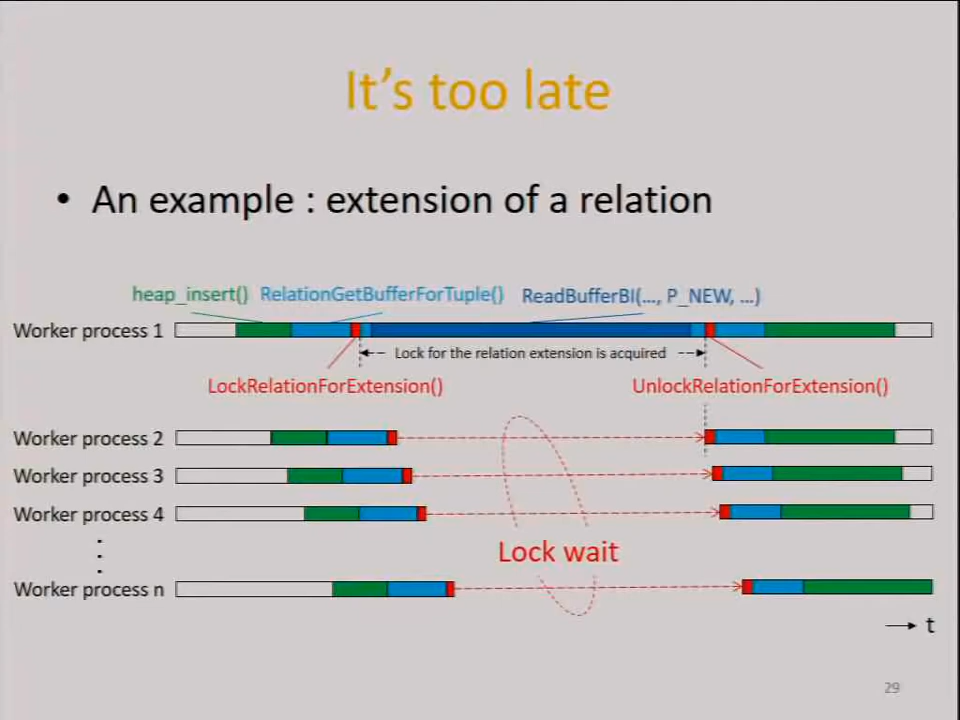 It's too late
• An example : extension of a relation
heap_insert() RelationGetBufferForTuple() ReadBufferBI(…, P_NEW, …)
Worker process 1
Lock for the relation extension is acquired
LockRelationForExtension() UnlockRelationForExtension()
Worker process 2
Worker process 3
Worker process 4
Lock wait
Worker process n
t
29